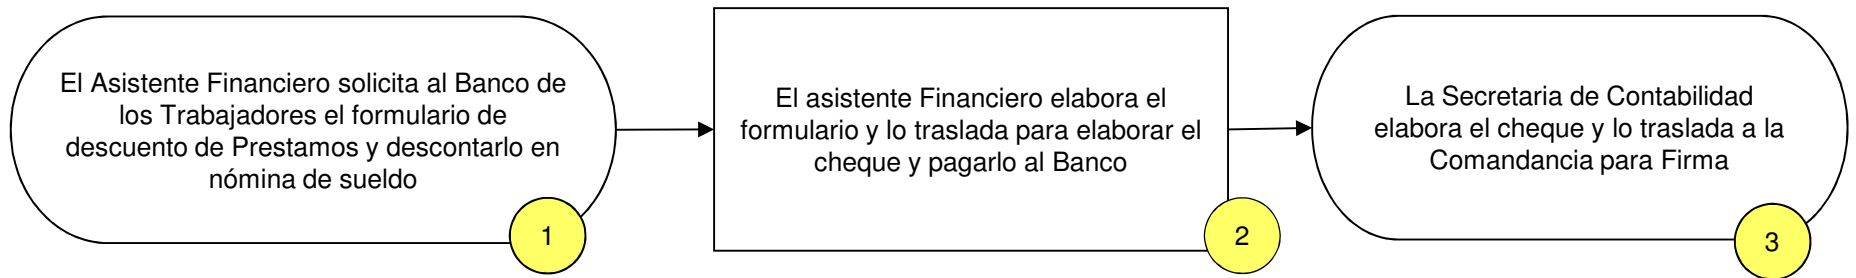 El Asistente Financiero solicita al Banco de
los Trabajadores el formulario de
descuento de Prestamos y descontarlo en
nómina de sueldo
1
El asistente Financiero elabora el
formulario y lo traslada para elaborar el
cheque y pagarlo al Banco
2
La Secretaria de Contabilidad
elabora el cheque y lo traslada a la
Comandancia para Firma
3